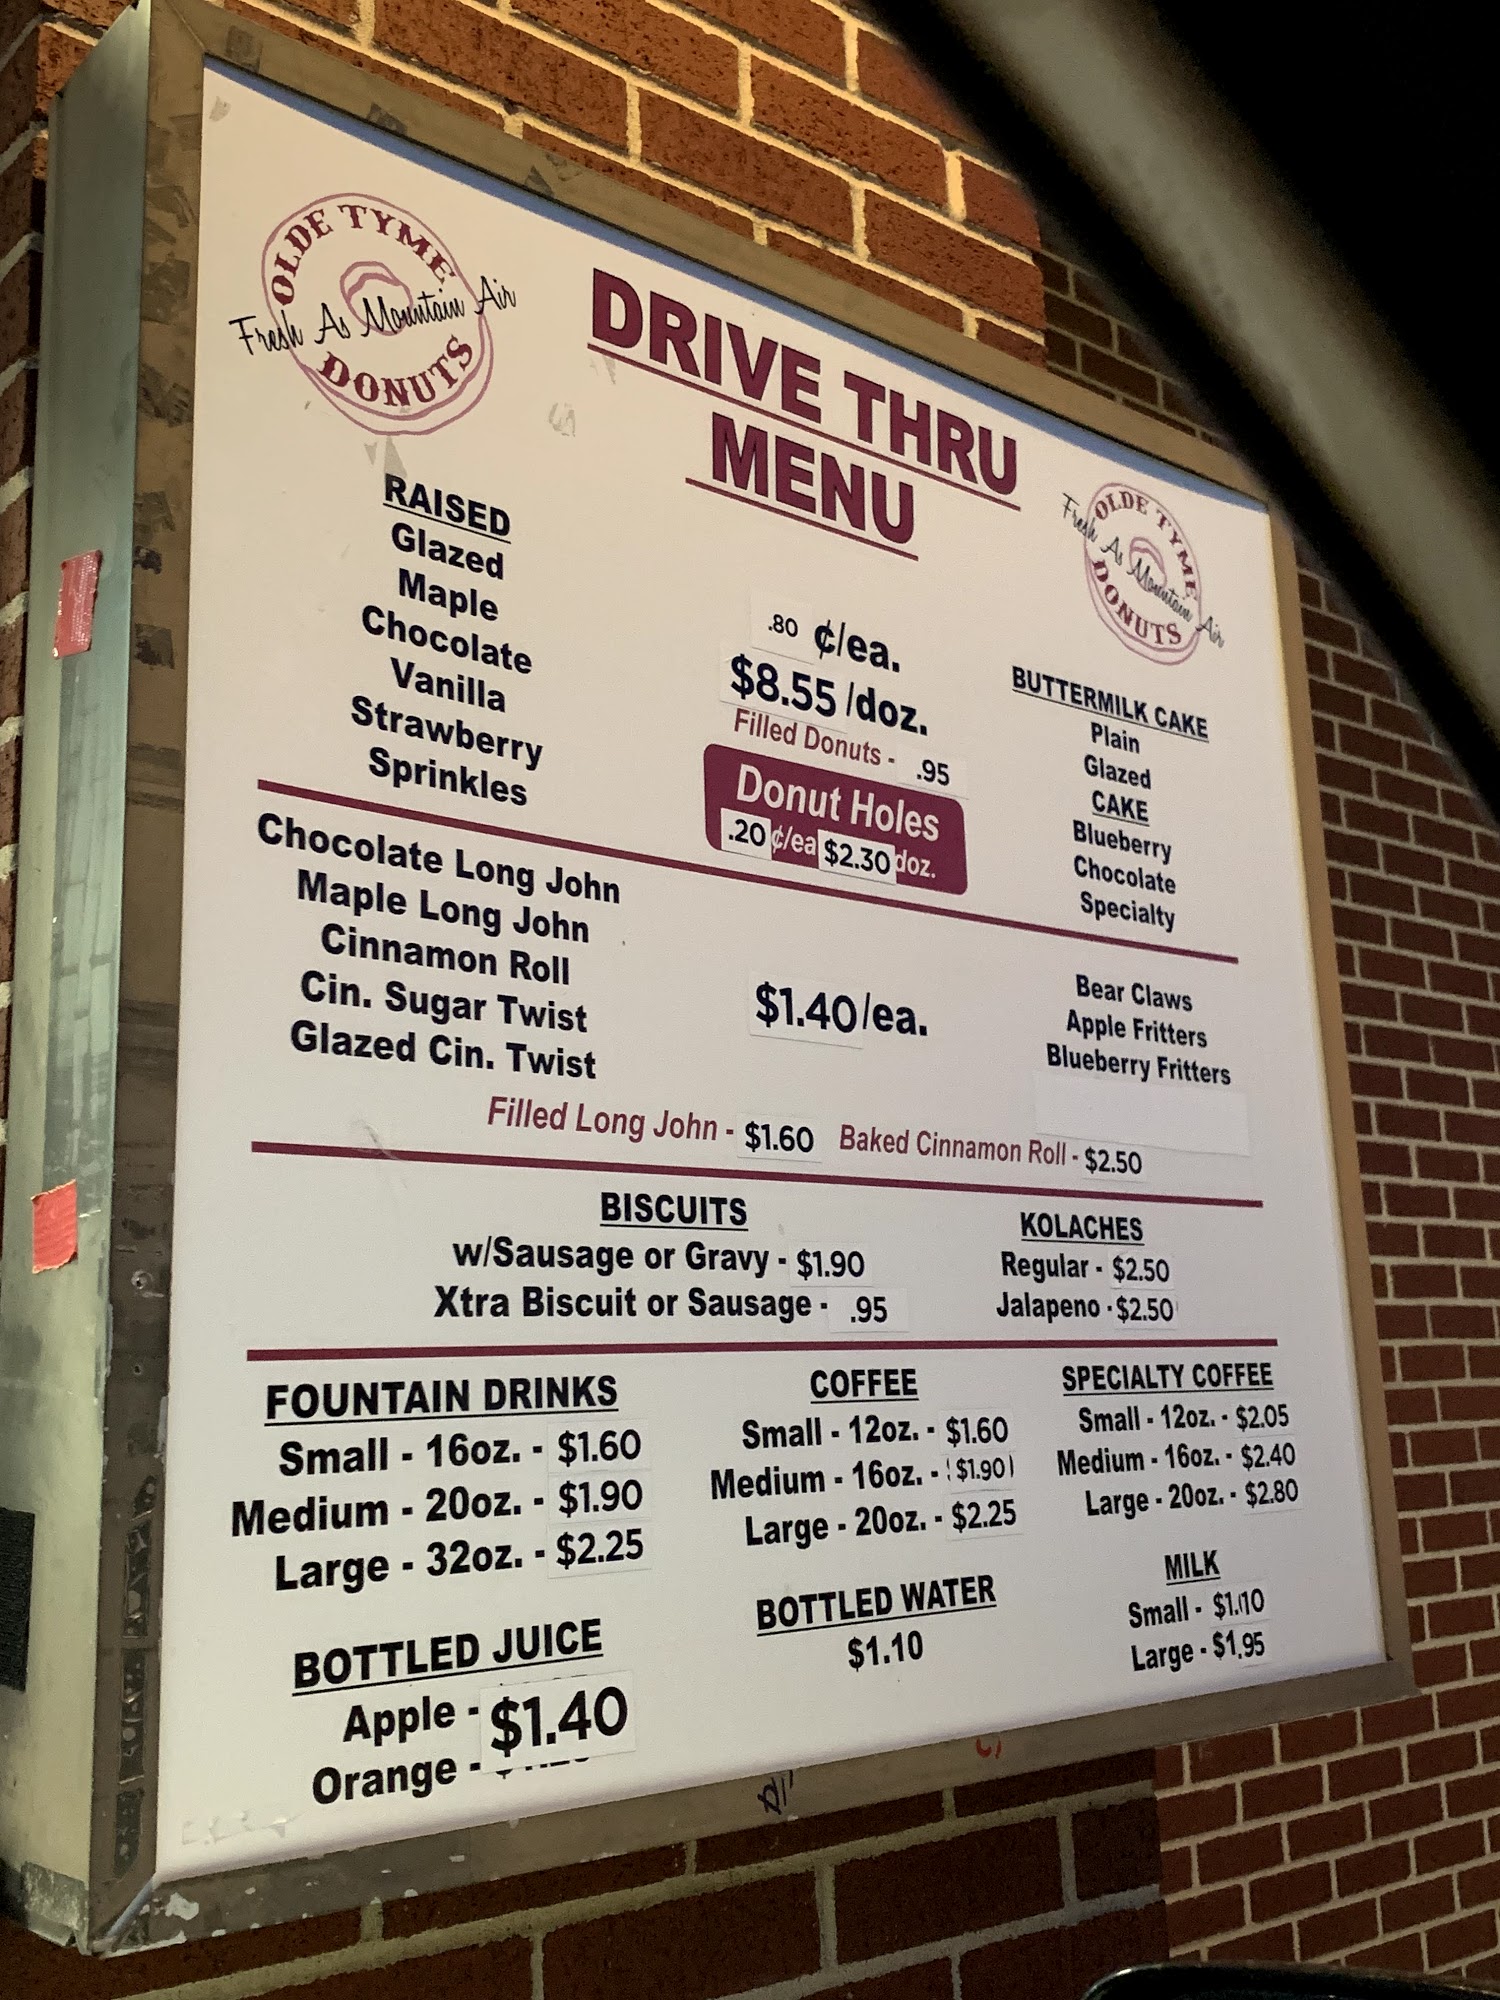 OLDE TYME
Fresh As Mountain Air
DONUTS
DRIVE THRU
MENU
OLDE TYME
Fresh As Mountain Air
DONUTS
RAISED
Glazed
Maple
Chocolate
Vanilla
Strawberry
Sprinkles
.80 ¢/ea.
$8.55 /doz.
Filled Donuts - .95
Donut Holes
.20 ¢/ea $2.30 doz.
BUTTERMILK CAKE
Plain
Glazed
CAKE
Blueberry
Chocolate
Specialty
Chocolate Long John
Maple Long John
Cinnamon Roll
Cin. Sugar Twist
Glazed Cin. Twist
$1.40/ea.
Bear Claws
Apple Fritters
Blueberry Fritters
Filled Long John - $1.60 Baked Cinnamon Roll - $2.50
BISCUITS
w/Sausage or Gravy - $1.90
Xtra Biscuit or Sausage - .95
KOLACHES
Regular - $2.50
Jalapeno - $2.50
FOUNTAIN DRINKS
Small - 16oz. - $1.60
Medium - 20oz. - $1.90
Large - 32oz. - $2.25
COFFEE
Small - 12oz. - $1.60
Medium - 16oz. - $1.90
Large - 20oz. - $2.25
SPECIALTY COFFEE
Small - 12oz. - $2.05
Medium - 16oz. - $2.40
Large - 20oz. - $2.80
BOTTLED JUICE
Apple - $1.40
Orange -
BOTTLED WATER
$1.10
MILK
Small - $1.10
Large - $1.95